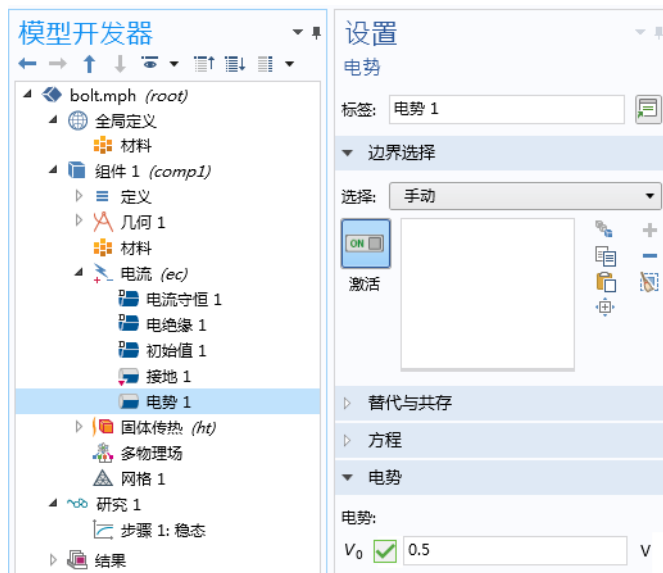 模型开发器
bolt.mph (root)
全局定义
材料
组件 1 (comp1)
定义
几何 1
材料
电流 (ec)
电流守恒 1
电绝缘 1
初始值 1
接地 1
电势 1
固体传热 (ht)
多物理场
网格 1
研究 1
步骤 1: 稳态
结果
设置
电势
标签: 电势 1
边界选择
选择: 手动
ON
激活
替代与共存
方程
电势
电势:
V₀ 0.5 V